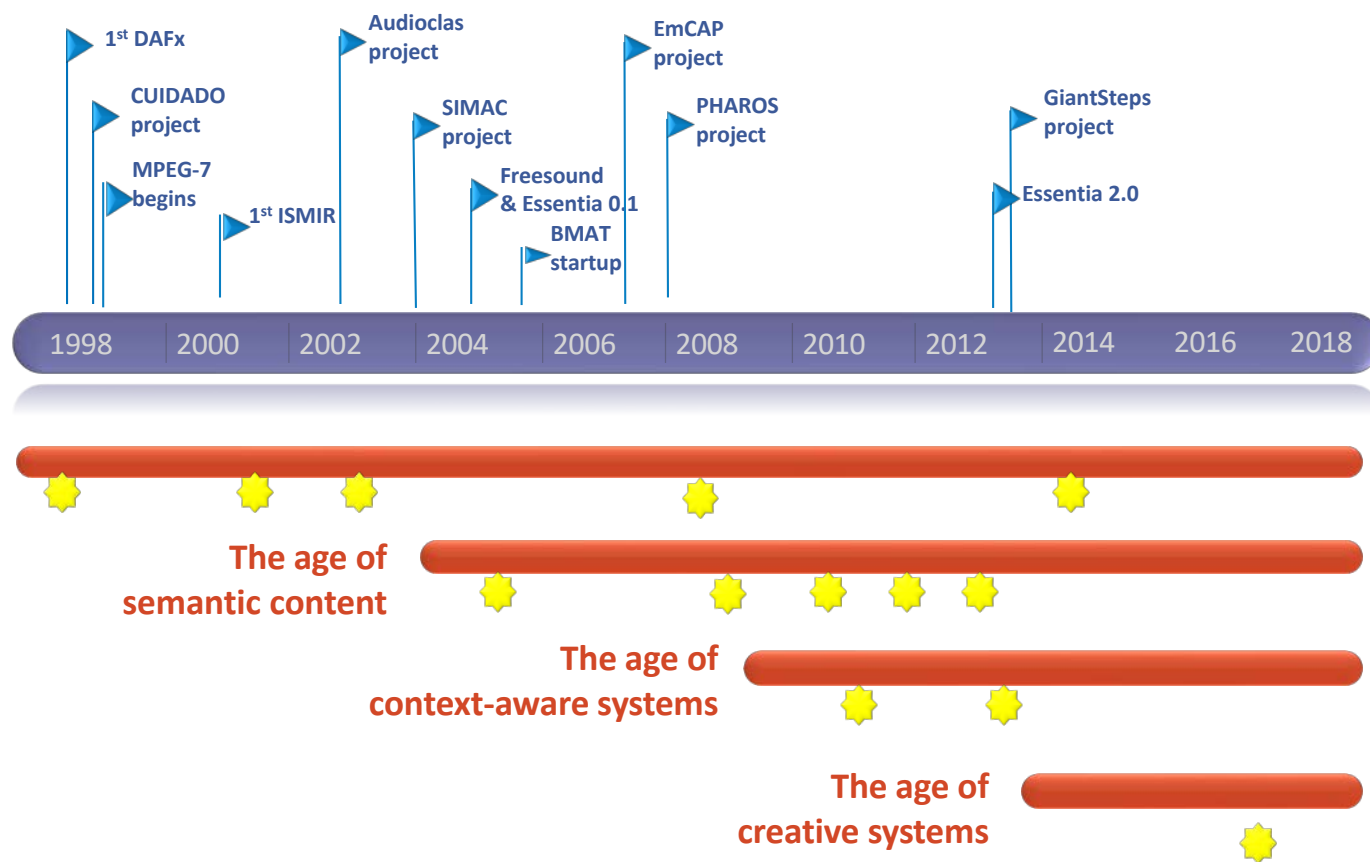 1st DAFx
Audioclas
project
EmCAP
project
CUIDADO
project
SIMAC
project
PHAROS
project
GiantSteps
project
MPEG-7
begins
1st ISMIR
Freesound
& Essentia 0.1
BMAT
startup
Essentia 2.0
1998 2000 2002 2004 2006 2008 2010 2012 2014 2016 2018
The age of
semantic content
The age of
context-aware systems
The age of
creative systems